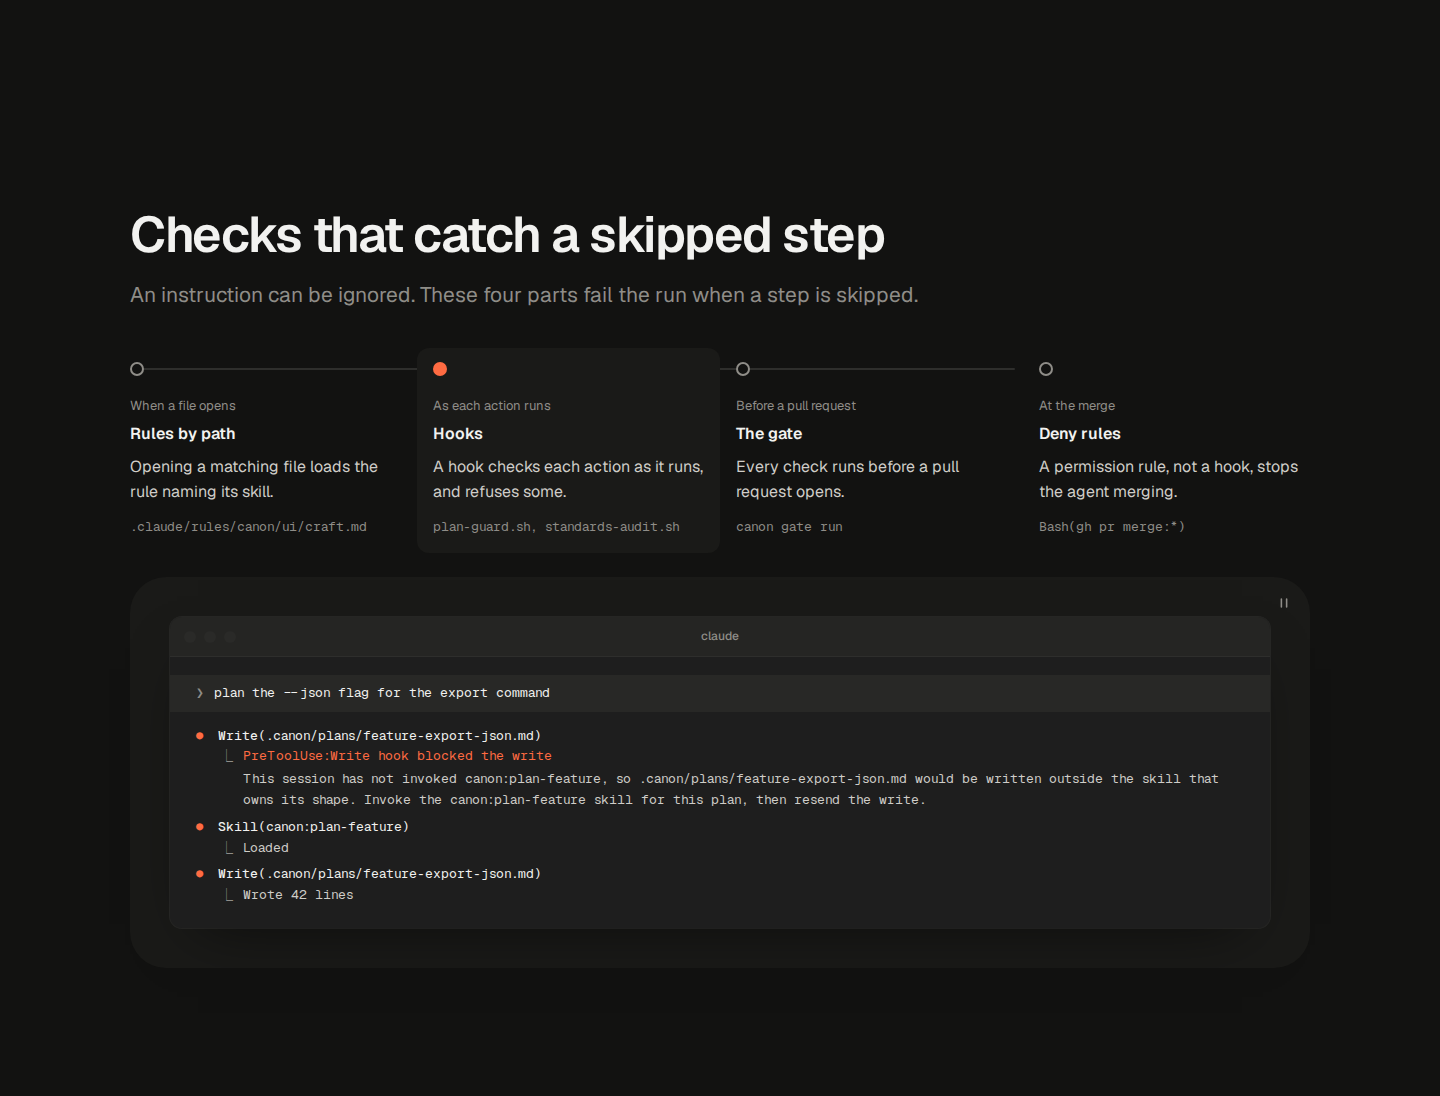 Checks that catch a skipped step
An instruction can be ignored. These four parts fail the run when a step is skipped.
When a file opens
Rules by path
Opening a matching file loads the
rule naming its skill.
.claude/rules/canon/ui/craft.md
As each action runs
Hooks
A hook checks each action as it runs,
and refuses some.
plan-guard.sh, standards-audit.sh
Before a pull request
The gate
Every check runs before a pull
request opens.
canon gate run
At the merge
Deny rules
A permission rule, not a hook, stops
the agent merging.
Bash(gh pr merge:*)
claude
❯ plan the --json flag for the export command
● Write(.canon/plans/feature-export-json.md)
⎿ PreToolUse:Write hook blocked the write
This session has not invoked canon:plan-feature, so .canon/plans/feature-export-json.md would be written outside the skill that
owns its shape. Invoke the canon:plan-feature skill for this plan, then resend the write.
● Skill(canon:plan-feature)
⎿ Loaded
● Write(.canon/plans/feature-export-json.md)
⎿ Wrote 42 lines